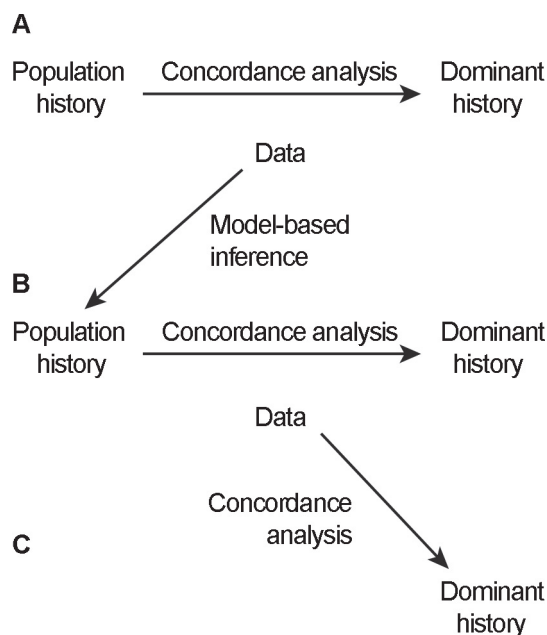 A
Population history
Concordance analysis
Dominant history
Data
Model-based
inference
B
Population history
Concordance analysis
Dominant history
Data
Concordance
analysis
C
Dominant
history